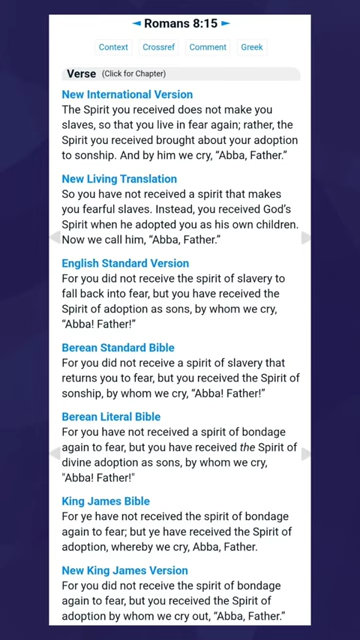 ◄ Romans 8:15 ►
Context Crossref Comment Greek
Verse (Click for Chapter)
New International Version
The Spirit you received does not make you
slaves, so that you live in fear again; rather, the
Spirit you received brought about your adoption
to sonship. And by him we cry, “Abba, Father.”
New Living Translation
So you have not received a spirit that makes
you fearful slaves. Instead, you received God’s
Spirit when he adopted you as his own children.
Now we call him, “Abba, Father.”
English Standard Version
For you did not receive the spirit of slavery to
fall back into fear, but you have received the
Spirit of adoption as sons, by whom we cry,
“Abba! Father!”
Berean Standard Bible
For you did not receive a spirit of slavery that
returns you to fear, but you received the Spirit of
sonship, by whom we cry, “Abba! Father!”
Berean Literal Bible
For you have not received a spirit of bondage
again to fear, but you have received the Spirit of
divine adoption as sons, by whom we cry,
"Abba! Father!"
King James Bible
For ye have not received the spirit of bondage
again to fear; but ye have received the Spirit of
adoption, whereby we cry, Abba, Father.
New King James Version
For you did not receive the spirit of bondage
again to fear, but you received the Spirit of
adoption by whom we cry out, “Abba, Father.”